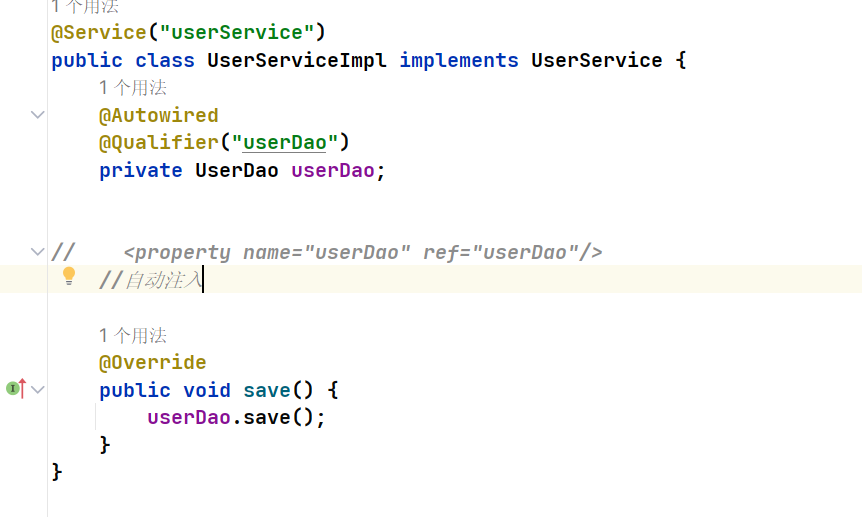 1 个用法
@Service("userService")
public class UserServiceImpl implements UserService {
1 个用法
@Autowired
@Qualifier("userDao")
private UserDao userDao;
//    <property name="userDao" ref="userDao"/>
//自动注入
1 个用法
@Override
public void save() {
userDao.save();
}
}